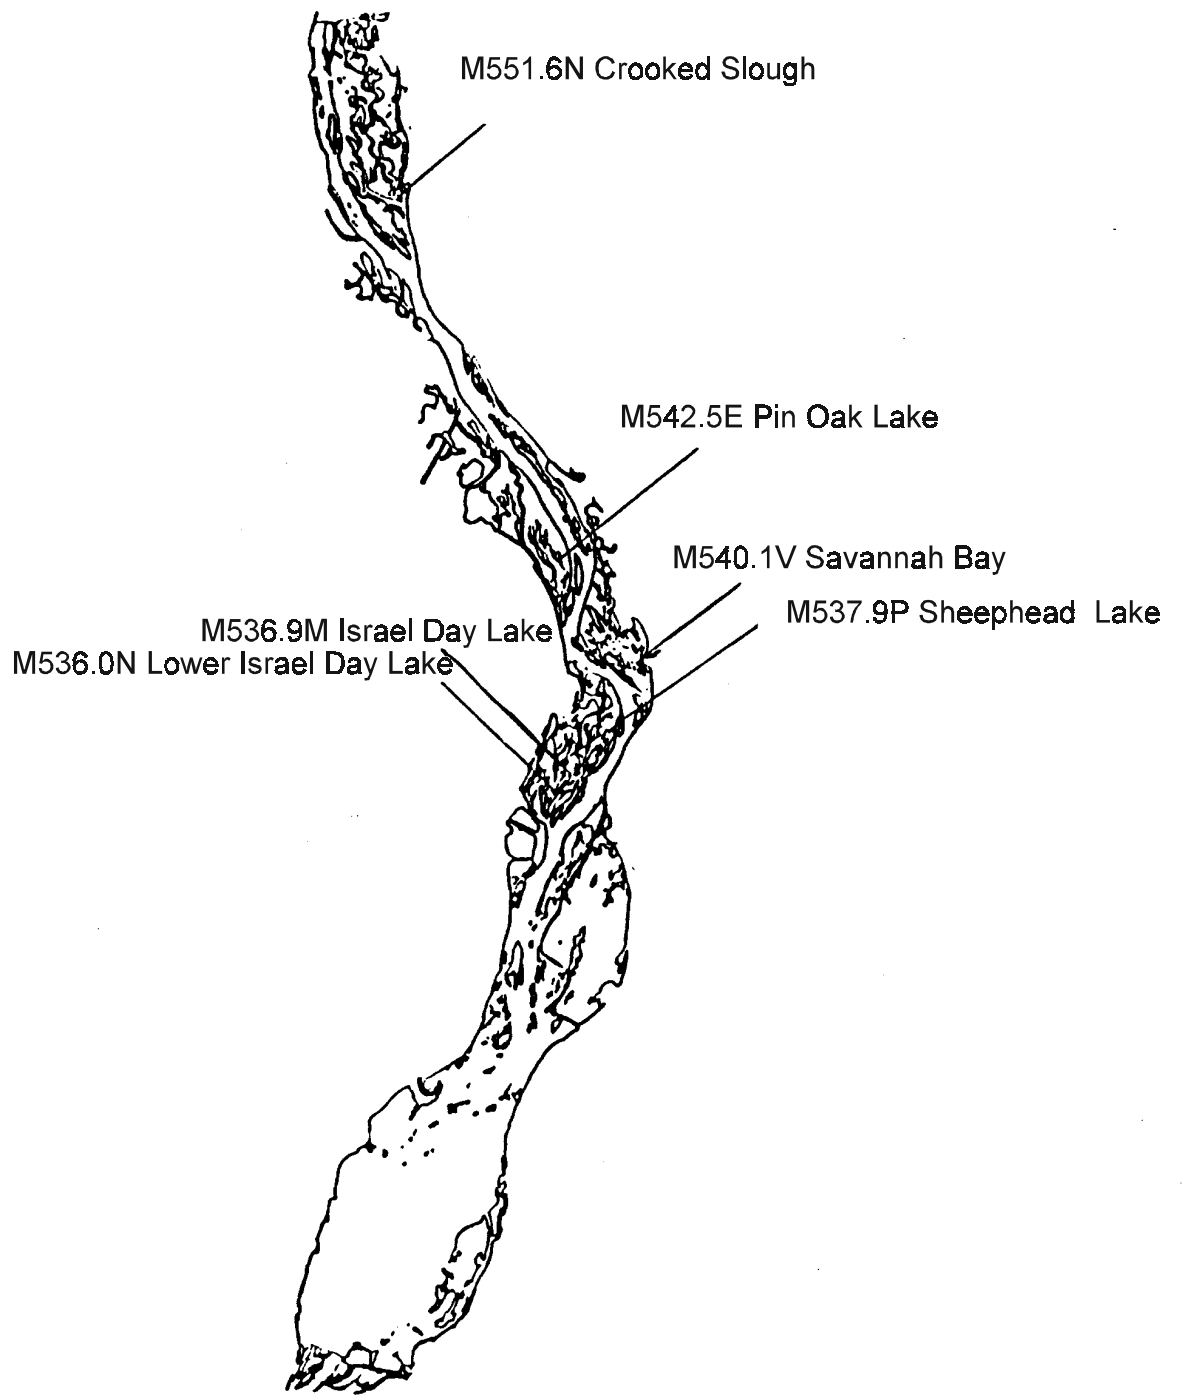 M551.6N Crooked Slough
M542.5E Pin Oak Lake
M540.1V Savannah Bay
M537.9P Sheephead Lake
M536.9M Israel Day Lake
M536.0N Lower Israel Day Lake